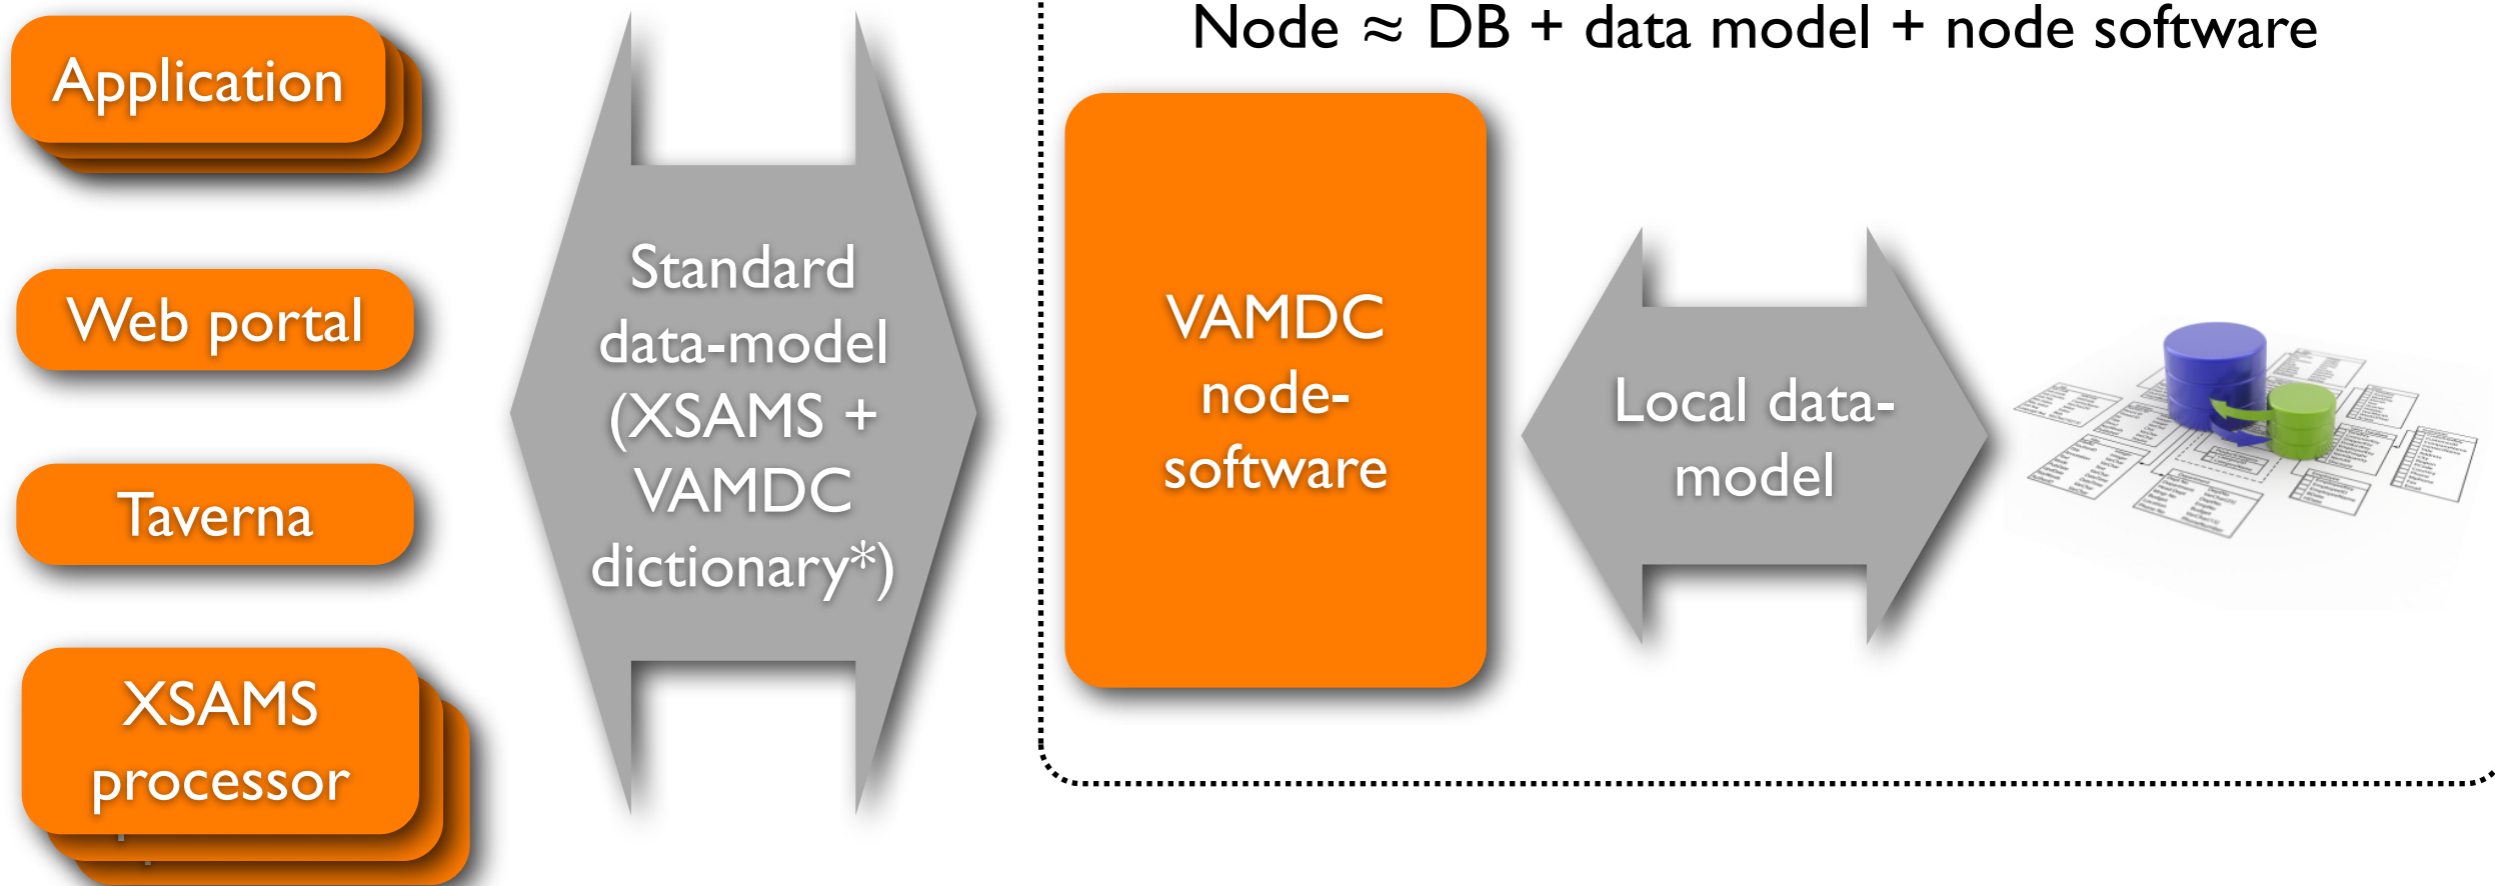 Node ≈ DB + data model + node software
Application
Web portal
Taverna
XSAMS
processor
Standard
data-model
(XSAMS +
VAMDC
dictionary*)
VAMDC
node-
software
Local data-
model